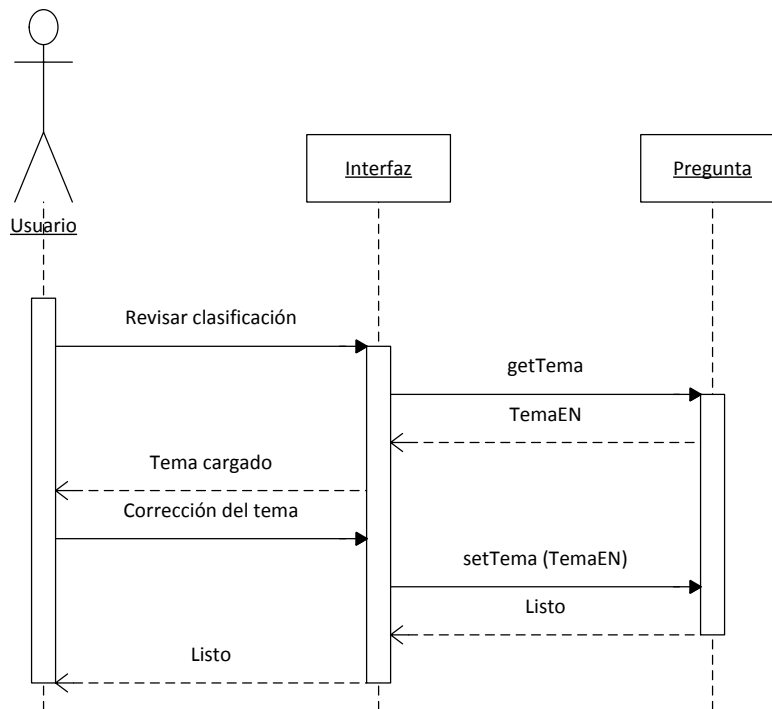 Interfaz
Pregunta
Usuario
Revisar clasificación
getTema
TemaEN
Tema cargado
Corrección del tema
setTema (TemaEN)
Listo
Listo